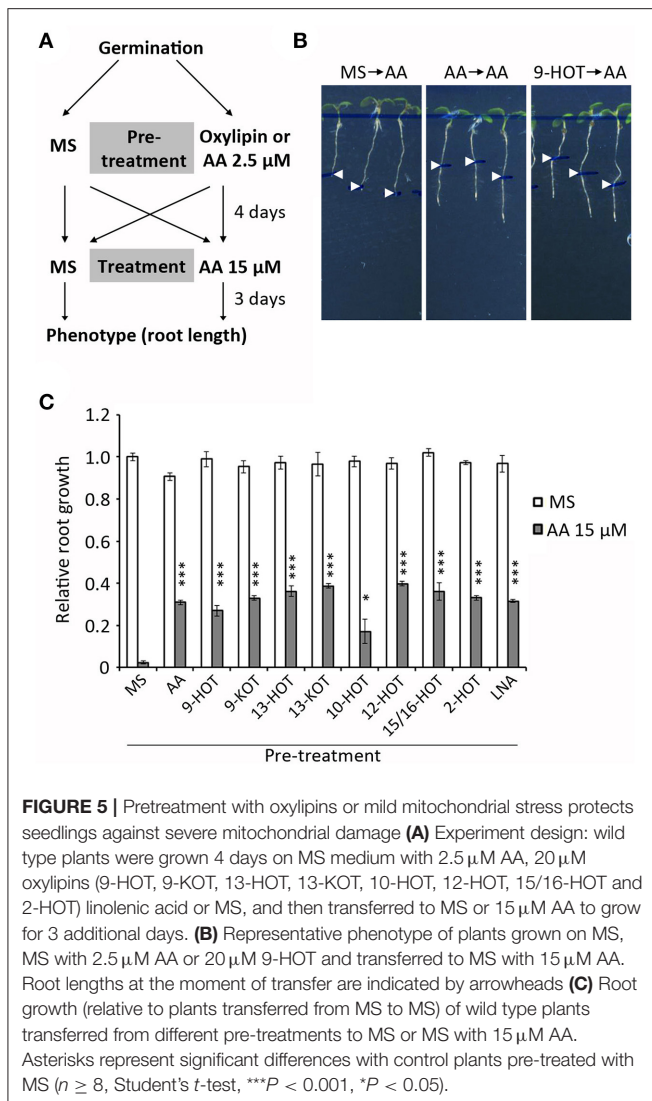 A
Germination
MS
Pre-
treatment
Oxylipin or
AA 2.5 µM
4 days
MS
Treatment
AA 15 µM
3 days
Phenotype (root length)
B
MS→AA
AA→AA
9-HOT→AA
C
Relative root growth
1.2
1.0
0.8
0.6
0.4
0.2
0
***
***
***
***
***
*
***
***
***
***
MS
AA 15 µM
MS
AA
9-HOT
9-KOT
13-HOT
13-KOT
10-HOT
12-HOT
15/16-HOT
2-HOT
LNA
Pre-treatment
FIGURE 5 | Pretreatment with oxylipins or mild mitochondrial stress protects
seedlings against severe mitochondrial damage (A) Experiment design: wild
type plants were grown 4 days on MS medium with 2.5 µM AA, 20 µM
oxylipins (9-HOT, 9-KOT, 13-HOT, 13-KOT, 10-HOT, 12-HOT, 15/16-HOT and
2-HOT) linolenic acid or MS, and then transferred to MS or 15 µM AA to grow
for 3 additional days. (B) Representative phenotype of plants grown on MS,
MS with 2.5 µM AA or 20 µM 9-HOT and transferred to MS with 15 µM AA.
Root lengths at the moment of transfer are indicated by arrowheads (C) Root
growth (relative to plants transferred from MS to MS) of wild type plants
transferred from different pre-treatments to MS or MS with 15 µM AA.
Asterisks represent significant differences with control plants pre-treated with
MS (n ≥ 8, Student's t-test, ***P < 0.001, *P < 0.05).